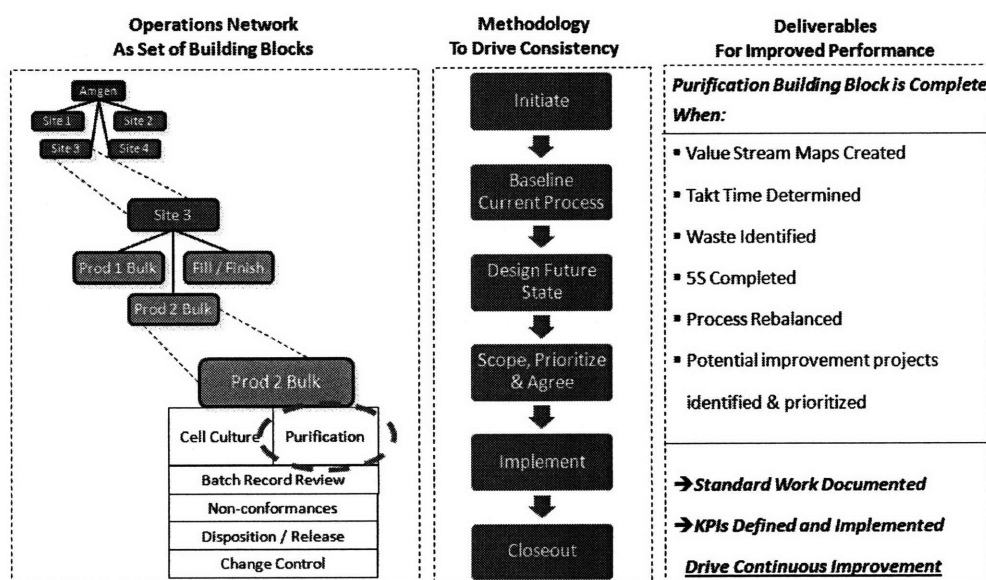 Operations Network
As Set of Building Blocks
Amgen
Site 1
Site 2
Site 3
Site 4
Site 3
Prod 1 Bulk
Fill / Finish
Prod 2 Bulk
Prod 2 Bulk
Cell Culture
Purification
Batch Record Review
Non-conformances
Disposition / Release
Change Control
Methodology
To Drive Consistency
Initiate
Baseline
Current Process
Design Future
State
Scope, Prioritize
& Agree
Implement
Closeout
Deliverables
For Improved Performance
Purification Building Block is Complete
When:
▪ Value Stream Maps Created
▪ Takt Time Determined
▪ Waste Identified
▪ 5S Completed
▪ Process Rebalanced
▪ Potential improvement projects
identified & prioritized
➔Standard Work Documented
➔KPIs Defined and Implemented
Drive Continuous Improvement